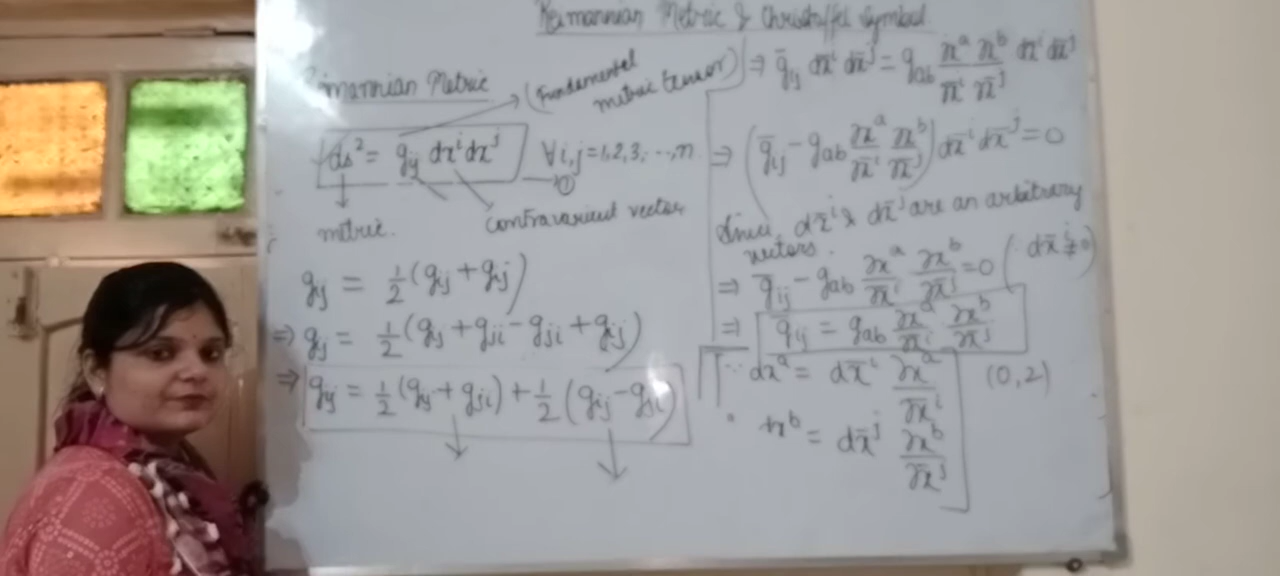 Riemannian Metric & Christoffel Symbol
Riemannian Metric
(Fundamental
metric tensor)
ds² = gij dxⁱ dxʲ ∀ i,j = 1,2,3,...,n
①
metric. contravariant vector
gij = 1/2 (gij + gij)
⇒ gij = 1/2 (gij + gji - gji + gij)
⇒ gij = 1/2 (gij + gji) + 1/2 (gij - gji)
⇒ ḡij dx̄ⁱ dx̄ʲ = gab ∂xᵃ ∂xᵇ / ∂x̄ⁱ ∂x̄ʲ dx̄ⁱ dx̄ʲ
⇒ (ḡij - gab ∂xᵃ/∂x̄ⁱ ∂xᵇ/∂x̄ʲ) dx̄ⁱ dx̄ʲ = 0
Since, dx̄ⁱ & dx̄ʲ are an arbitrary
vectors.
⇒ ḡij - gab ∂xᵃ/∂x̄ⁱ ∂xᵇ/∂x̄ʲ = 0 (∵ dx̄ⁱ ≠ 0)
⇒ ḡij = gab ∂xᵃ/∂x̄ⁱ · ∂xᵇ/∂x̄ʲ
∵ dxᵃ = dx̄ⁱ ∂xᵃ/∂x̄ⁱ (0,2)
dxᵇ = dx̄ʲ ∂xᵇ/∂x̄ʲ